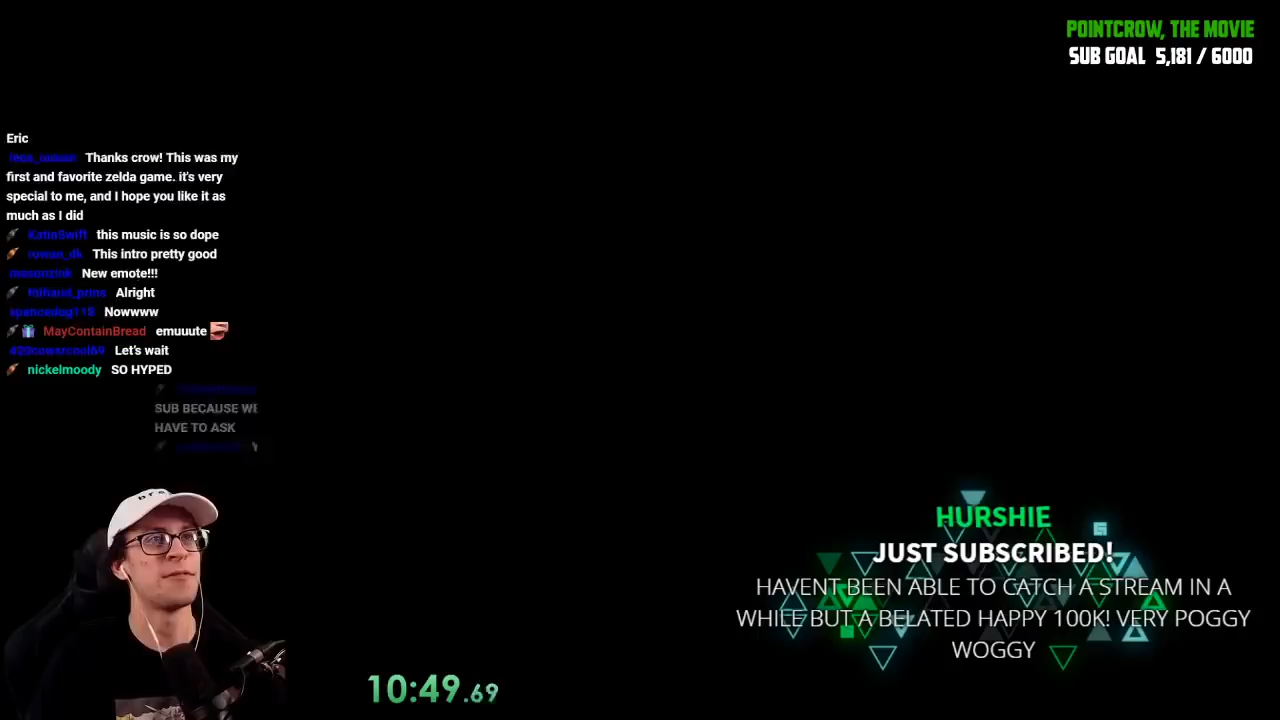 POINTCROW, THE MOVIE
SUB GOAL 5,181 / 6000
Eric
Thanks crow! This was my
first and favorite zelda game. it's very
special to me, and I hope you like it as
much as I did
KatiaSwift this music is so dope
This intro pretty good
New emote!!!
Alright
Nowwww
MayContainBread emuuute
Let's wait
nickelmoody SO HYPED
SUB BECAUSE WE
HAVE TO ASK
HURSHIE
JUST SUBSCRIBED!
HAVENT BEEN ABLE TO CATCH A STREAM IN A
WHILE BUT A BELATED HAPPY 100K! VERY POGGY
WOGGY
10:49.69